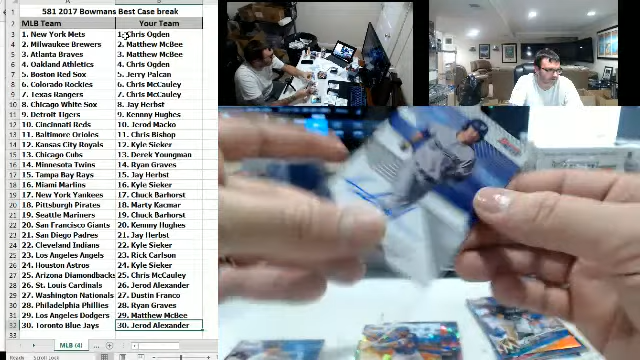 581 2017 Bowmans Best Case break
MLB Team Your Team
1. New York Mets 1. Chris Ogden
2. Milwaukee Brewers 2. Matthew McBee
3. Atlanta Braves 3. Matthew McBee
4. Oakland Athletics 4. Chris Ogden
5. Boston Red Sox 5. Jerry Palcan
6. Colorado Rockies 6. Chris McCauley
7. Texas Rangers 7. Chris McCauley
8. Chicago White Sox 8. Jay Herbst
9. Detroit Tigers 9. Kennny Hughes
10. Cincinnati Reds 10. Jerod Macko
11. Baltimore Orioles 11. Chris Bishop
12. Kansas City Royals 12. Kyle Sieker
13. Chicago Cubs 13. Derek Youngman
14. Minnesota Twins 14. Ryan Graves
15. Tampa Bay Rays 15. Jay Herbst
16. Miami Marlins 16. Kyle Sieker
17. New York Yankees 17. Chuck Barhorst
18. Pittsburgh Pirates 18. Marty Kacmar
19. Seattle Mariners 19. Chuck Barhorst
20. San Francisco Giants 20. Kennny Hughes
21. San Diego Padres 21. Jay Herbst
22. Cleveland Indians 22. Kyle Sieker
23. Los Angeles Angels 23. Rick Carlson
24. Houston Astros 24. Kyle Sieker
25. Arizona Diamondbacks 25. Chris McCauley
26. St. Louis Cardinals 26. Jerod Alexander
27. Washington Nationals 27. Dustin Franco
28. Philadelphia Phillies 28. Ryan Graves
29. Los Angeles Dodgers 29. Matthew McBee
30. Toronto Blue Jays 30. Jerod Alexander
MLB (4)